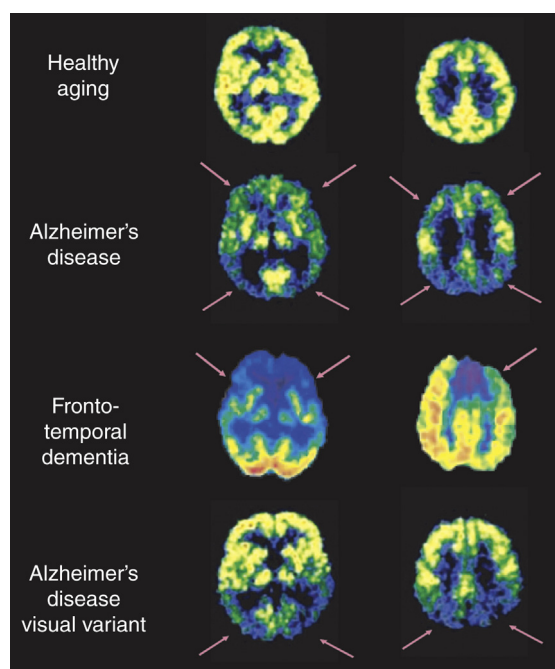 Healthy
aging
Alzheimer's
disease
Fronto-
temporal
dementia
Alzheimer's
disease
visual variant